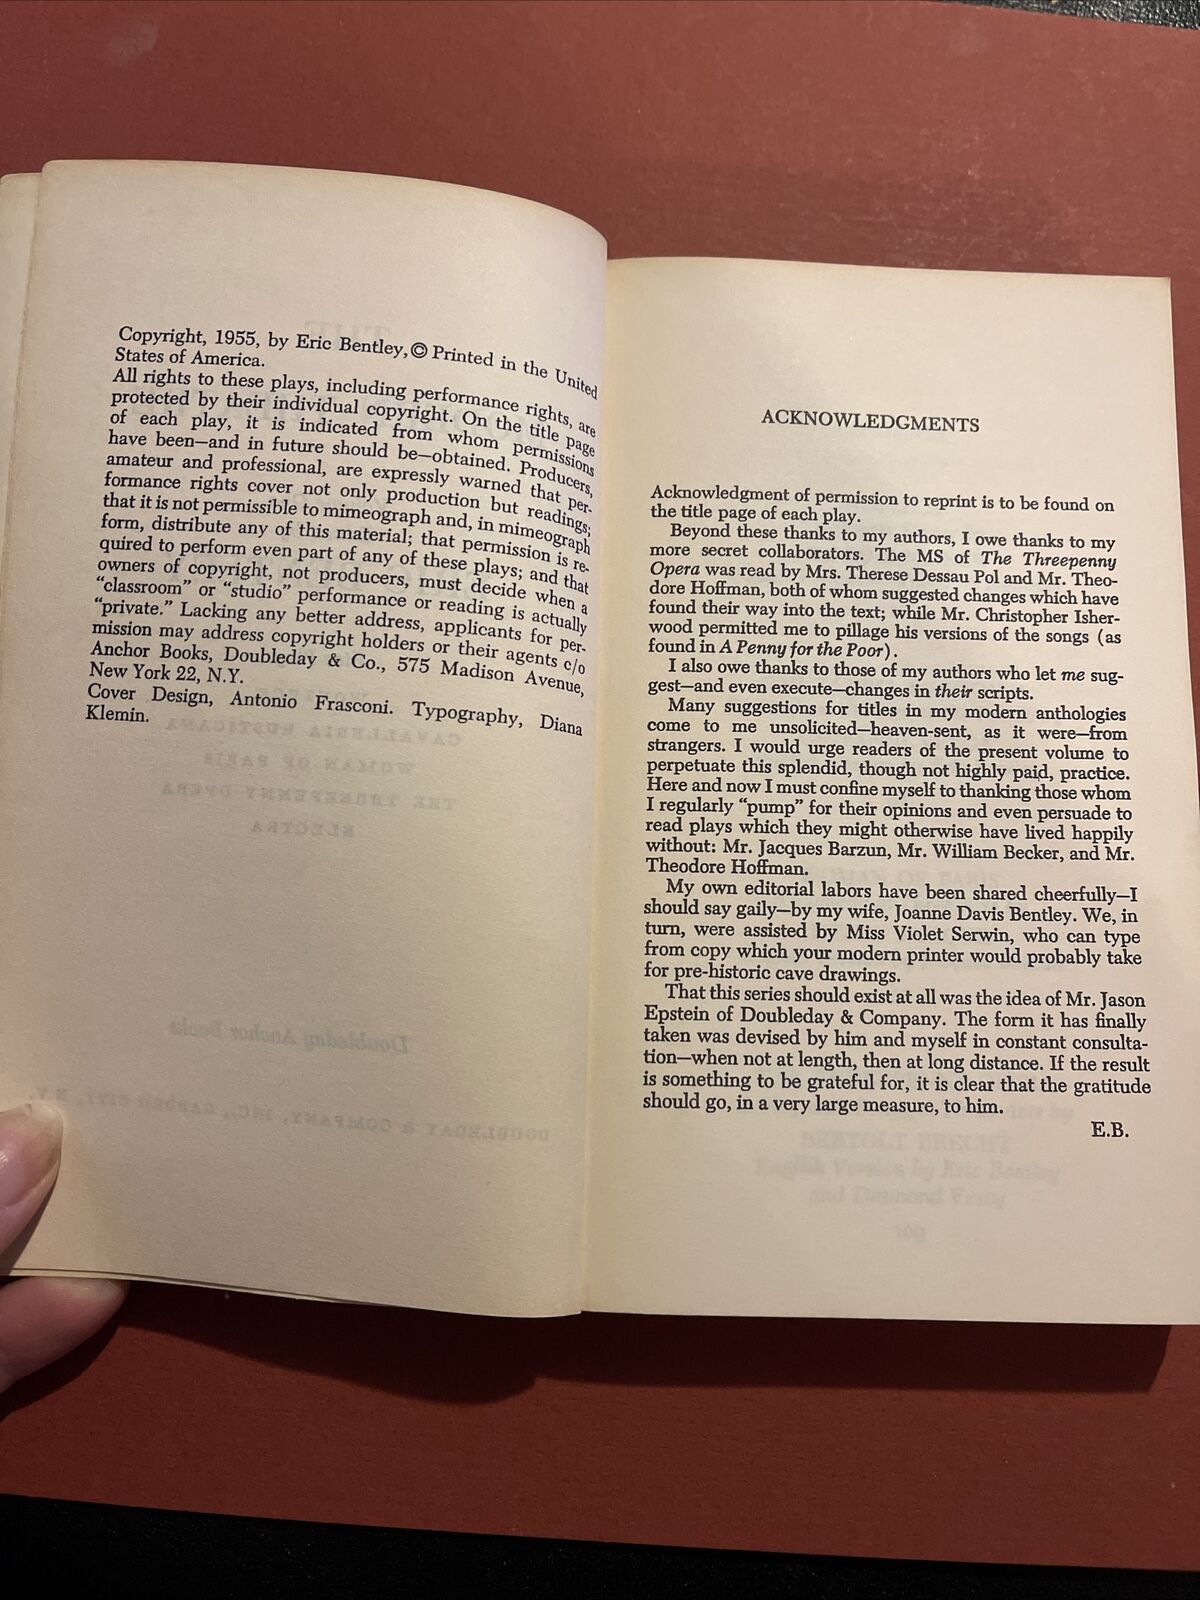 Copyright, 1955, by Eric Bentley, © Printed in the United
States of America.
All rights to these plays, including performance rights, are
protected by their individual copyright. On the title page
of each play, it is indicated from whom permissions
have been—and in future should be—obtained. Producers,
amateur and professional, are expressly warned that per-
formance rights cover not only production but readings;
that it is not permissible to mimeograph and, in mimeograph
form, distribute any of this material; that permission is re-
quired to perform even part of any of these plays; and that
owners of copyright, not producers, must decide when a
“classroom” or “studio” performance or reading is actually
“private.” Lacking any better address, applicants for per-
mission may address copyright holders or their agents c/o
Anchor Books, Doubleday & Co., 575 Madison Avenue,
New York 22, N.Y.
Cover Design, Antonio Frasconi. Typography, Diana
Klemin.
ACKNOWLEDGMENTS
Acknowledgment of permission to reprint is to be found on
the title page of each play.
Beyond these thanks to my authors, I owe thanks to my
more secret collaborators. The MS of The Threepenny
Opera was read by Mrs. Therese Dessau Pol and Mr. Theo-
dore Hoffman, both of whom suggested changes which have
found their way into the text; while Mr. Christopher Isher-
wood permitted me to pillage his versions of the songs (as
found in A Penny for the Poor).
I also owe thanks to those of my authors who let me sug-
gest—and even execute—changes in their scripts.
Many suggestions for titles in my modern anthologies
come to me unsolicited—heaven-sent, as it were—from
strangers. I would urge readers of the present volume to
perpetuate this splendid, though not highly paid, practice.
Here and now I must confine myself to thanking those whom
I regularly “pump” for their opinions and even persuade to
read plays which they might otherwise have lived happily
without: Mr. Jacques Barzun, Mr. William Becker, and Mr.
Theodore Hoffman.
My own editorial labors have been shared cheerfully—I
should say gaily—by my wife, Joanne Davis Bentley. We, in
turn, were assisted by Miss Violet Serwin, who can type
from copy which your modern printer would probably take
for pre-historic cave drawings.
That this series should exist at all was the idea of Mr. Jason
Epstein of Doubleday & Company. The form it has finally
taken was devised by him and myself in constant consulta-
tion—when not at length, then at long distance. If the result
is something to be grateful for, it is clear that the gratitude
should go, in a very large measure, to him.
E.B.